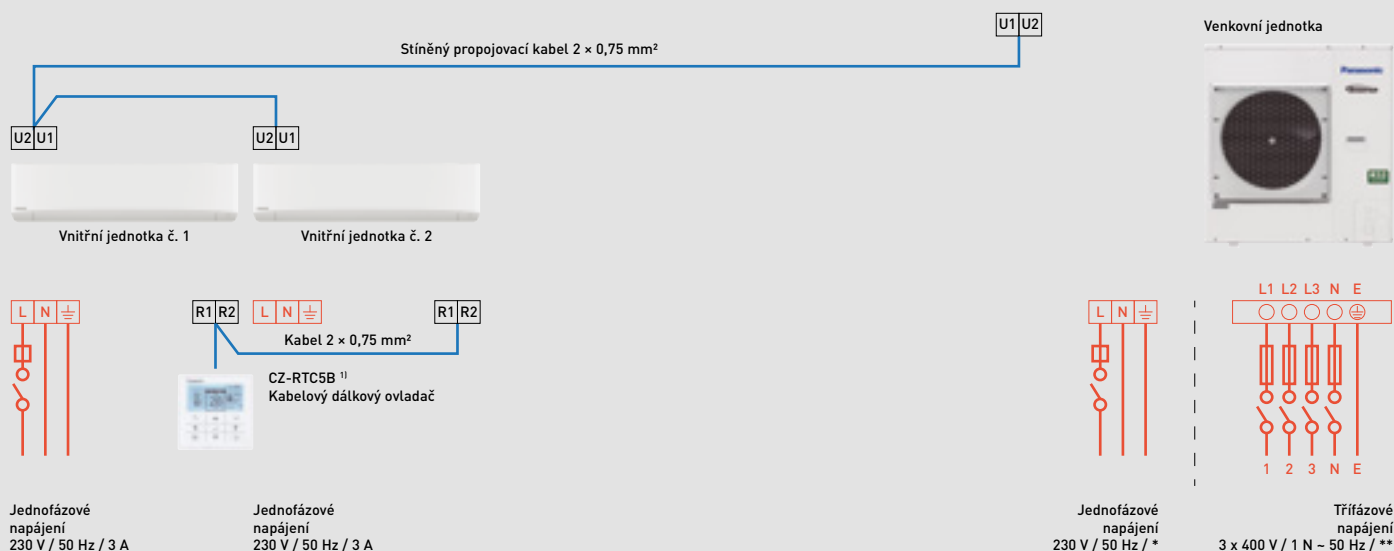 U1 U2
Venkovní jednotka
Stíněný propojovací kabel 2 × 0,75 mm²
Panasonic
U2 U1
U2 U1
Vnitřní jednotka č. 1
Vnitřní jednotka č. 2
L1 L2 L3 N E
L N
R1 R2
L N
R1 R2
L N
Kabel 2 × 0,75 mm²
CZ-RTC5B 1)
Kabelový dálkový ovladač
1 2 3 N E
Jednofázové
napájení
230 V / 50 Hz / 3 A
Jednofázové
napájení
230 V / 50 Hz / 3 A
Jednofázové
napájení
230 V / 50 Hz / *
Třífázové
napájení
3 x 400 V / 1 N ~ 50 Hz / **